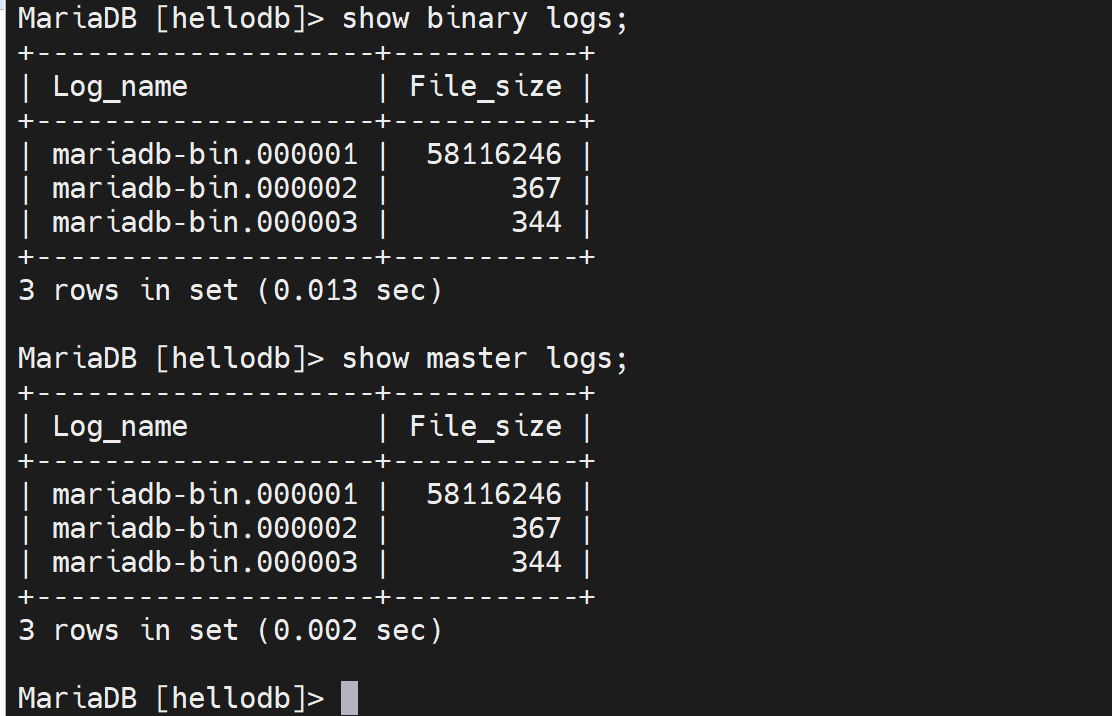 MariaDB [hellodb]> show binary logs;
+--------------------+-----------+
| Log_name           | File_size |
+--------------------+-----------+
| mariadb-bin.000001 |  58116246 |
| mariadb-bin.000002 |       367 |
| mariadb-bin.000003 |       344 |
+--------------------+-----------+
3 rows in set (0.013 sec)

MariaDB [hellodb]> show master logs;
+--------------------+-----------+
| Log_name           | File_size |
+--------------------+-----------+
| mariadb-bin.000001 |  58116246 |
| mariadb-bin.000002 |       367 |
| mariadb-bin.000003 |       344 |
+--------------------+-----------+
3 rows in set (0.002 sec)

MariaDB [hellodb]>